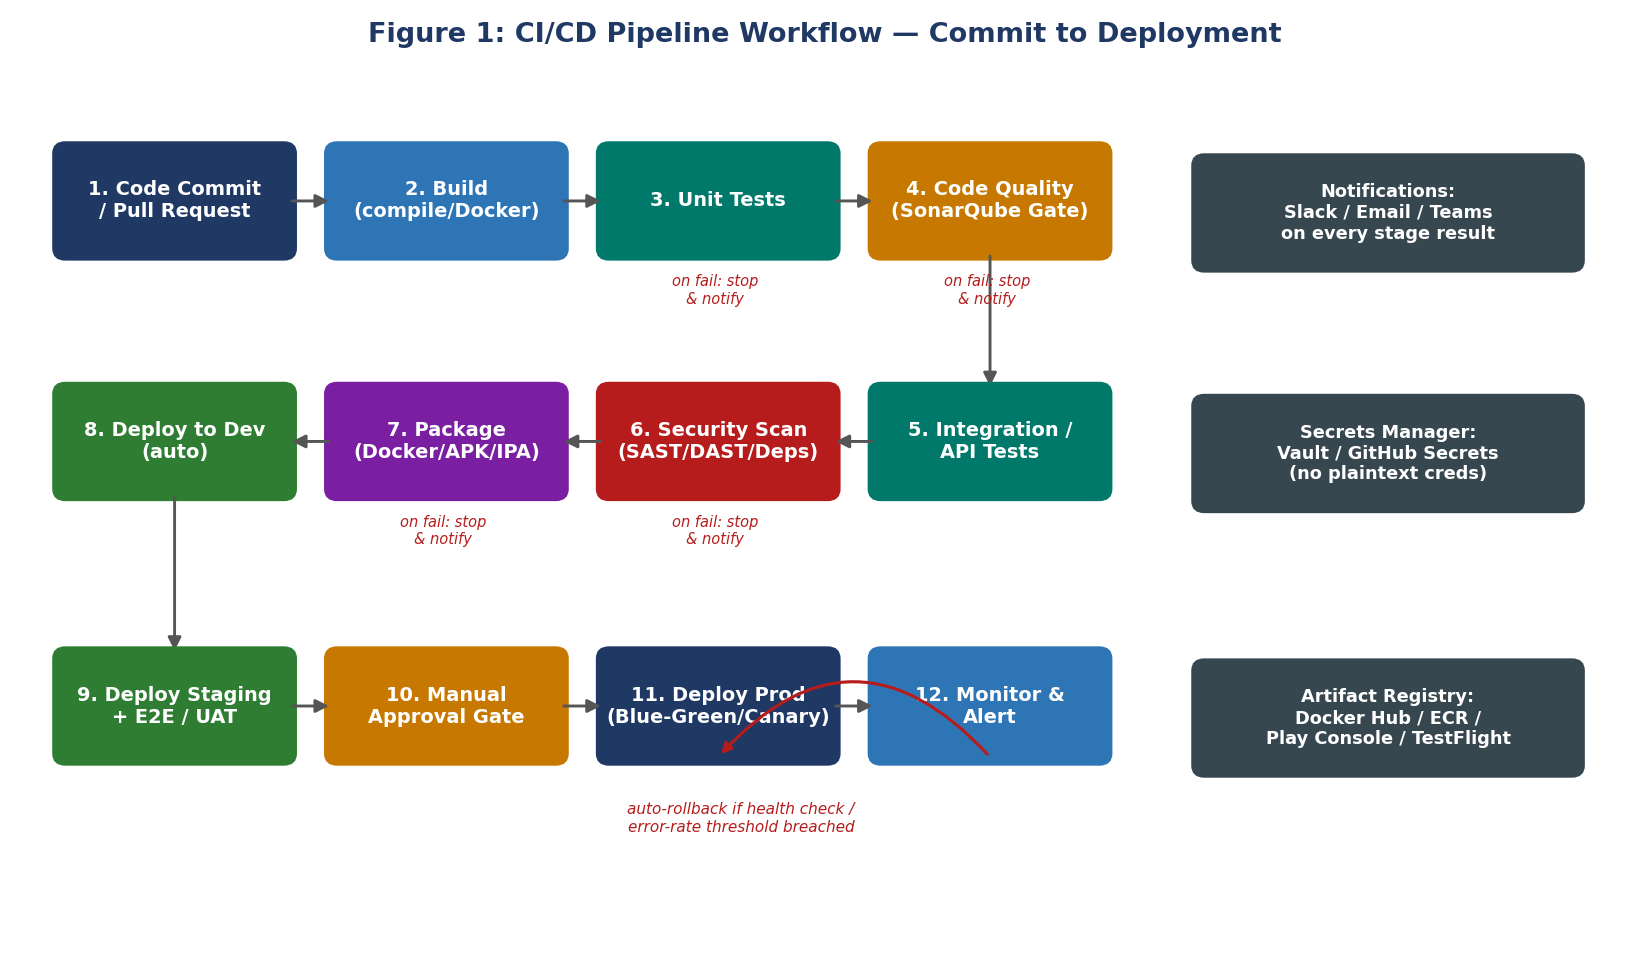 Figure 1: CI/CD Pipeline Workflow — Commit to Deployment
1. Code Commit
/ Pull Request
2. Build
(compile/Docker)
3. Unit Tests
4. Code Quality
(SonarQube Gate)
Notifications:
Slack / Email / Teams
on every stage result
on fail: stop
& notify
on fail: stop
& notify
8. Deploy to Dev
(auto)
7. Package
(Docker/APK/IPA)
6. Security Scan
(SAST/DAST/Deps)
5. Integration /
API Tests
Secrets Manager:
Vault / GitHub Secrets
(no plaintext creds)
on fail: stop
& notify
on fail: stop
& notify
9. Deploy Staging
+ E2E / UAT
10. Manual
Approval Gate
11. Deploy Prod
(Blue-Green/Canary)
12. Monitor &
Alert
Artifact Registry:
Docker Hub / ECR /
Play Console / TestFlight
auto-rollback if health check /
error-rate threshold breached